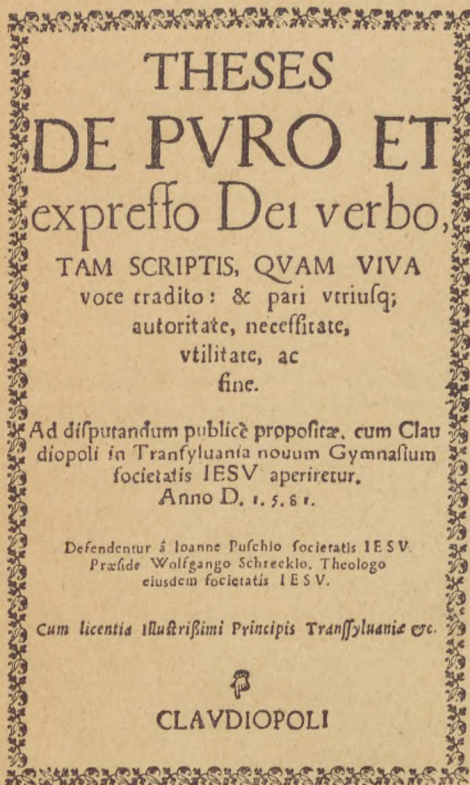 THESES
DE PVRO ET
expreſſo Dei verbo,
TAM SCRIPTIS, QVAM VIVA
voce tradito: & pari vtriuſq;
autoritate, neceſſitate,
vtilitate, ac
fine.
Ad diſputandum publicè propoſitæ, cum Clau
diopoli in Tranſyluania nouum Gymnaſium
ſocietatis IESV aperiretur.
Anno D. 1. 5. 8 1.
Defendentur á Ioanne Puſchio ſocietatis IESV.
Præſide Wolfgango Schreckio, Theologo
eiusdem ſocietatis IESV.
Cum licentia Illuſtriſſimi Principis Tranſſyluaniæ &c.
CLAVDIOPOLI